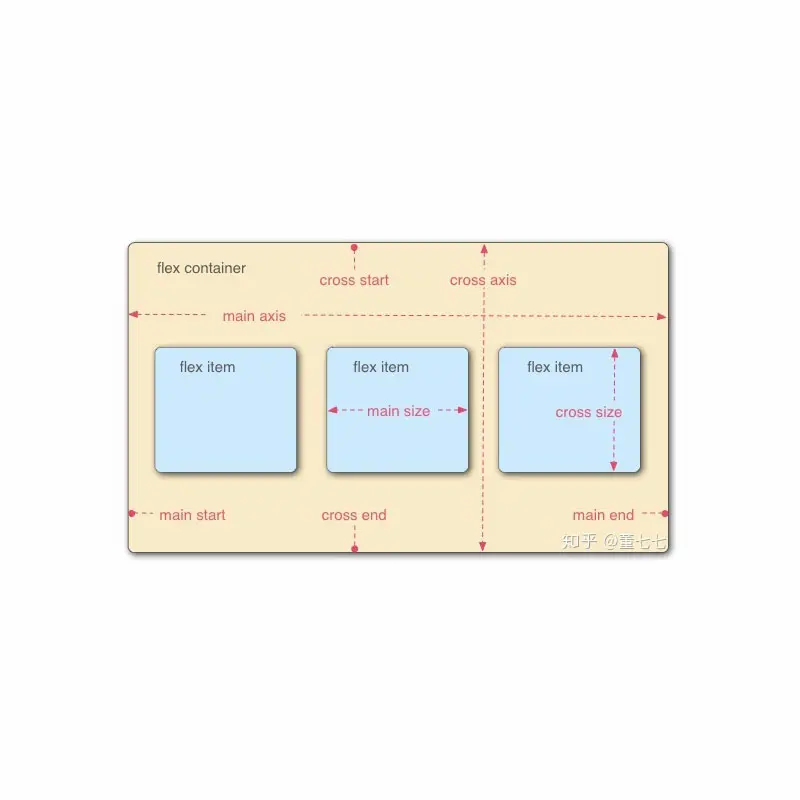 flex container
cross start
cross axis
main axis
flex item
flex item
flex item
main size
cross size
main start
cross end
main end
知乎 @董七七